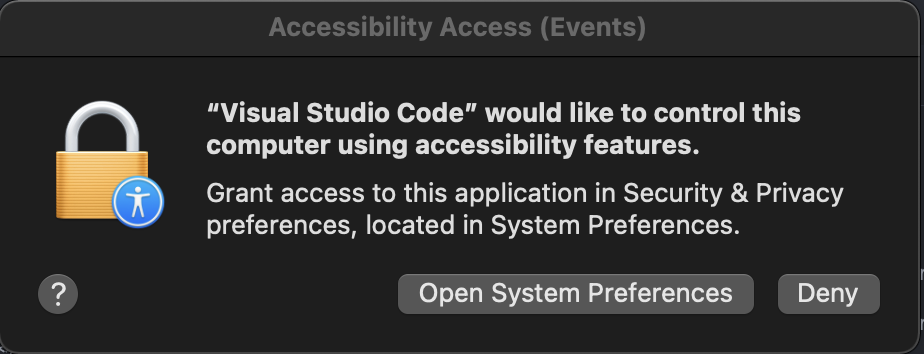 Accessibility Access (Events)
“Visual Studio Code” would like to control this
computer using accessibility features.
Grant access to this application in Security & Privacy
preferences, located in System Preferences.
?
Open System Preferences
Deny